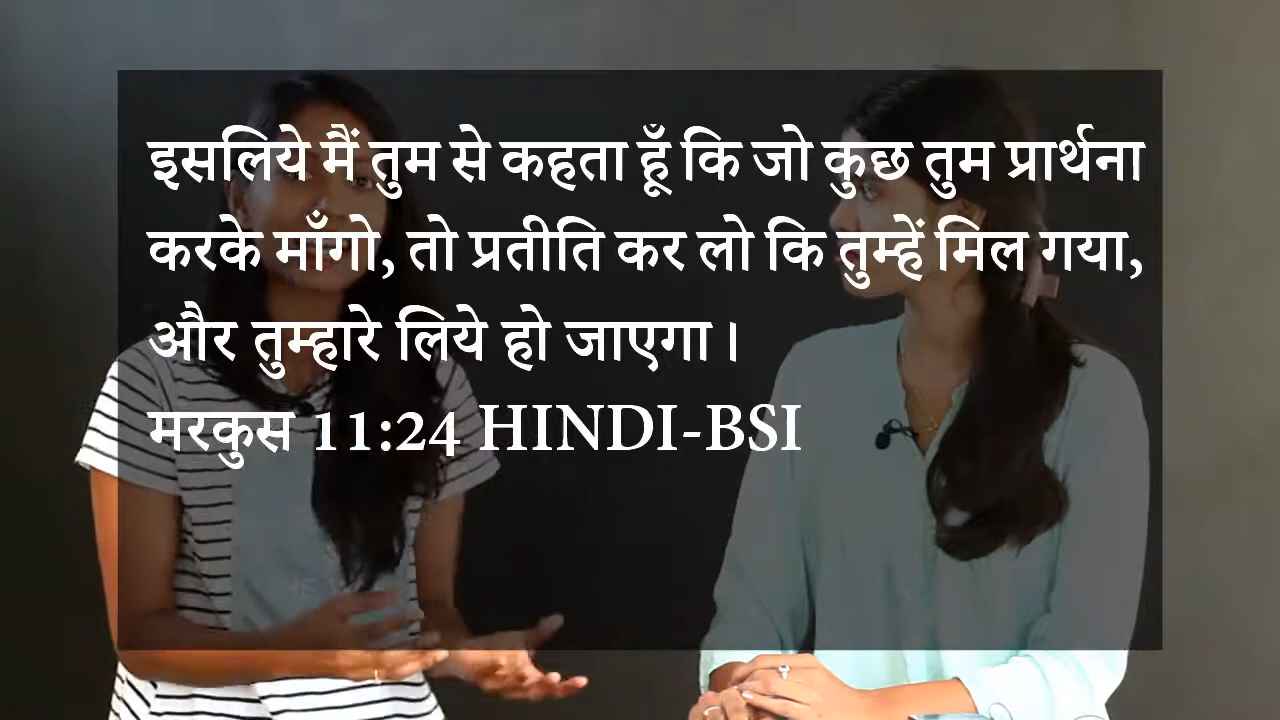 इसलिये मैं तुम से कहता हूँ कि जो कुछ तुम प्रार्थना
करके माँगो, तो प्रतीति कर लो कि तुम्हें मिल गया,
और तुम्हारे लिये हो जाएगा।
मरकुस 11:24 HINDI-BSI